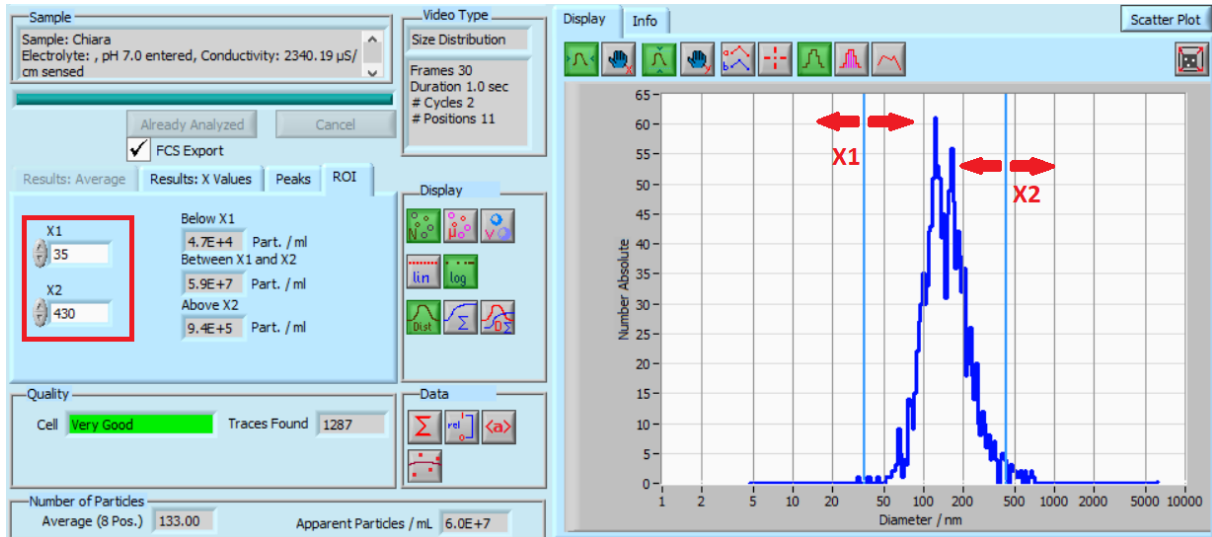 Sample
Sample: Chiara
Electrolyte: , pH 7.0 entered, Conductivity: 2340.19 µS/
cm sensed
Already Analyzed
Cancel
FCS Export
Results: Average
Results: X Values
Peaks
ROI
X1
35
X2
430
Below X1
4.7E+4 Part. / ml
Between X1 and X2
5.9E+7 Part. / ml
Above X2
9.4E+5 Part. / ml
Quality
Cell Very Good
Traces Found 1287
Number of Particles
Average (8 Pos.) 133.00
Apparent Particles / mL 6.0E+7
Video Type
Size Distribution
Frames 30
Duration 1.0 sec
# Cycles 2
# Positions 11
Display
N
µ
V
lin
log
Dist
Σ
DΣ
Data
Σ
rel
<a>
Display
Info
Scatter Plot
X
Y
65
60
55
50
45
40
35
30
25
20
15
10
5
0
Number Absolute
X1
X2
1 2 5 10 20 50 100 200 500 1000 2000 5000 10000
Diameter / nm